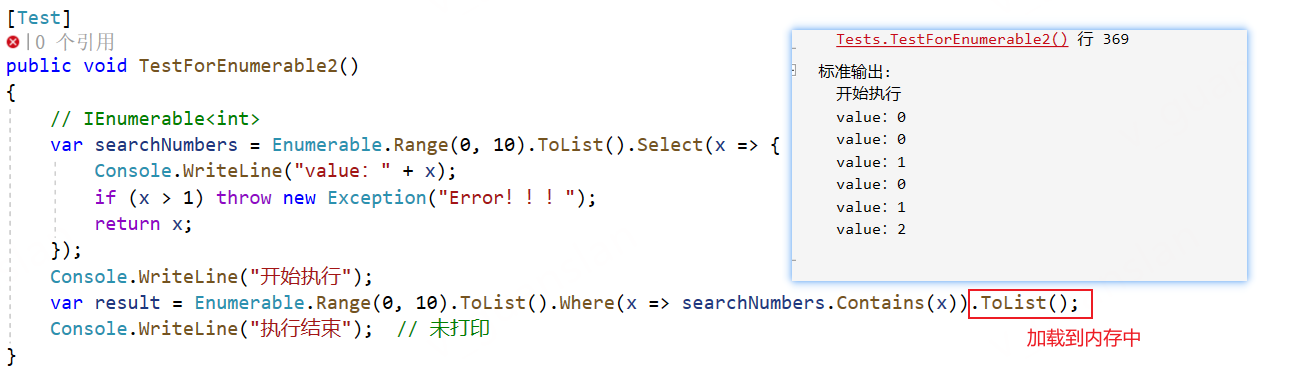 [Test]
|0 个引用
public void TestForEnumerable2()
{
// IEnumerable<int>
var searchNumbers = Enumerable.Range(0, 10).ToList().Select(x => {
Console.WriteLine("value：" + x);
if (x > 1) throw new Exception("Error！！！");
return x;
});
Console.WriteLine("开始执行");
var result = Enumerable.Range(0, 10).ToList().Where(x => searchNumbers.Contains(x)).ToList();
Console.WriteLine("执行结束");  // 未打印
}
加载到内存中
Tests.TestForEnumerable2() 行 369
标准输出:
开始执行
value：0
value：0
value：1
value：0
value：1
value：2